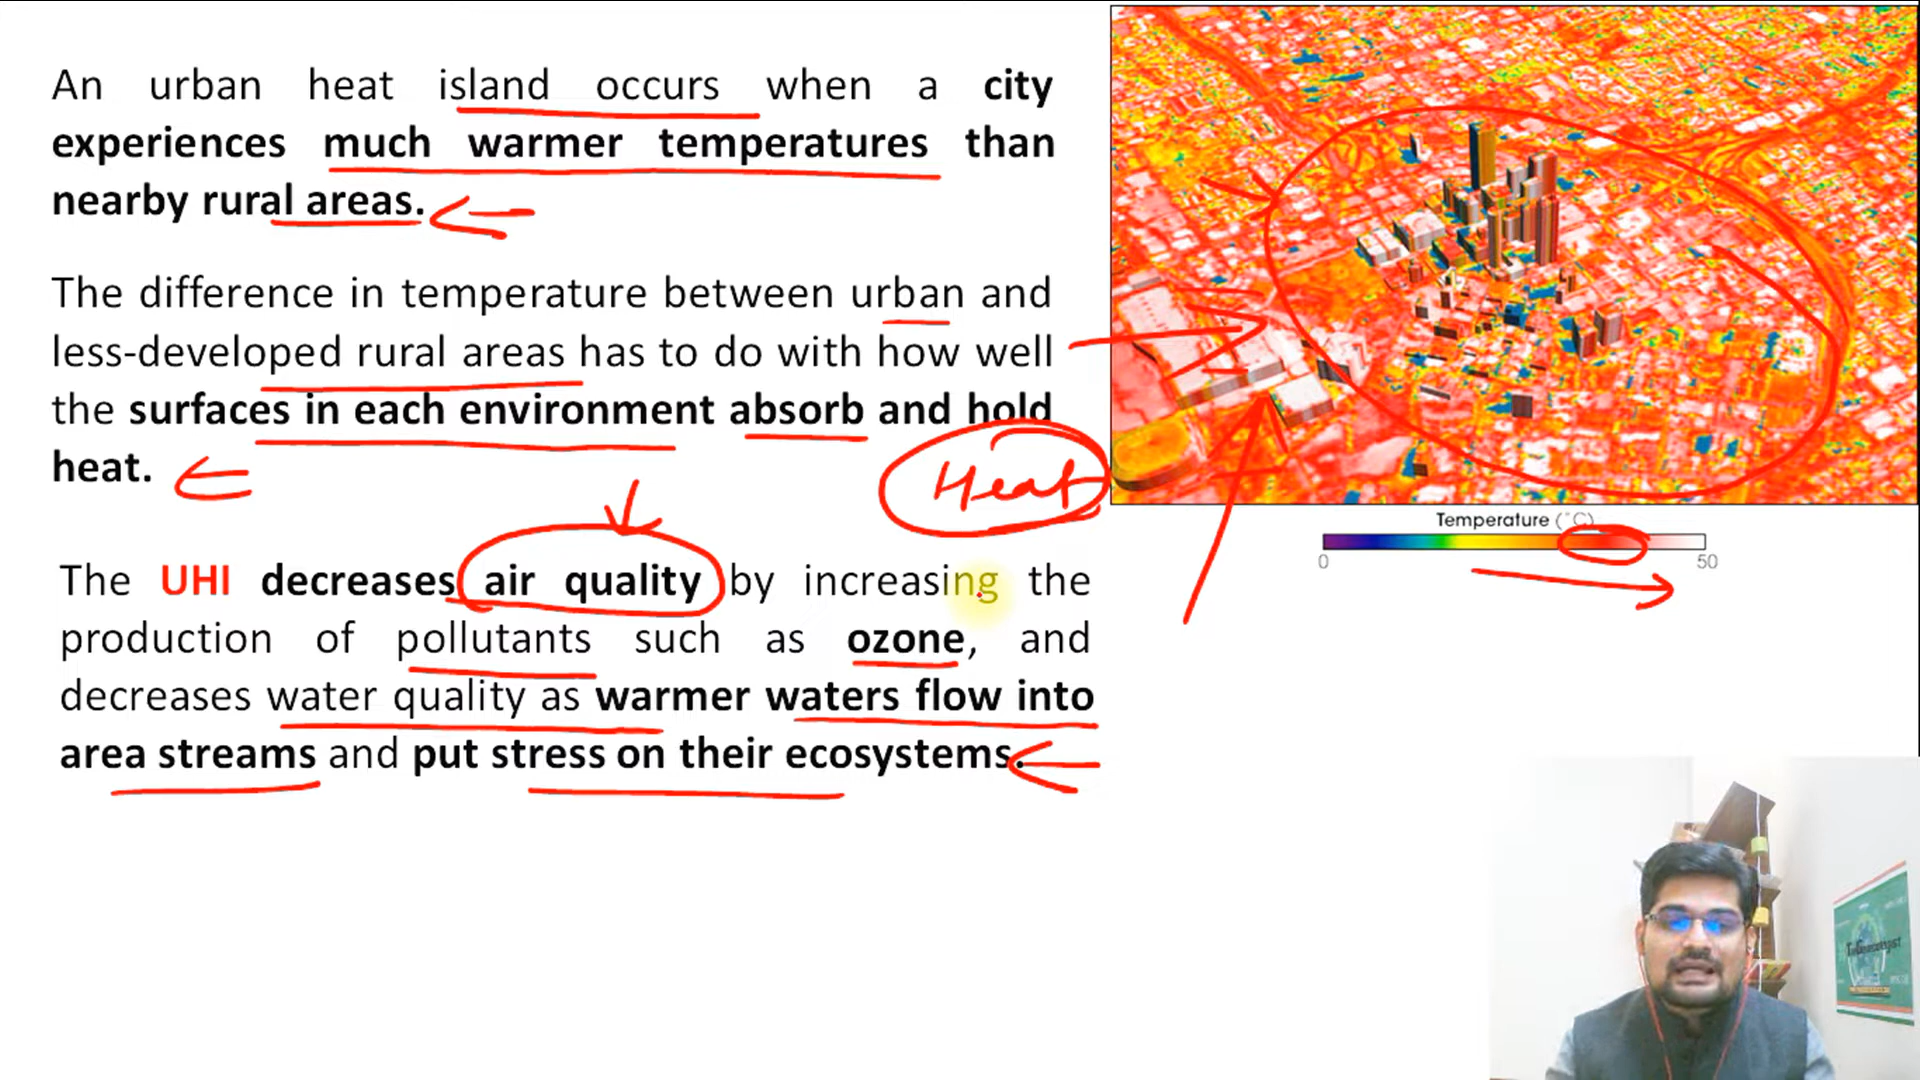 An urban heat island occurs when a city
experiences much warmer temperatures than
nearby rural areas.
The difference in temperature between urban and
less-developed rural areas has to do with how well
the surfaces in each environment absorb and hold
heat.
Heat
The UHI decreases air quality by increasing the
production of pollutants such as ozone, and
decreases water quality as warmer waters flow into
area streams and put stress on their ecosystems.
Temperature (°C)
0 50